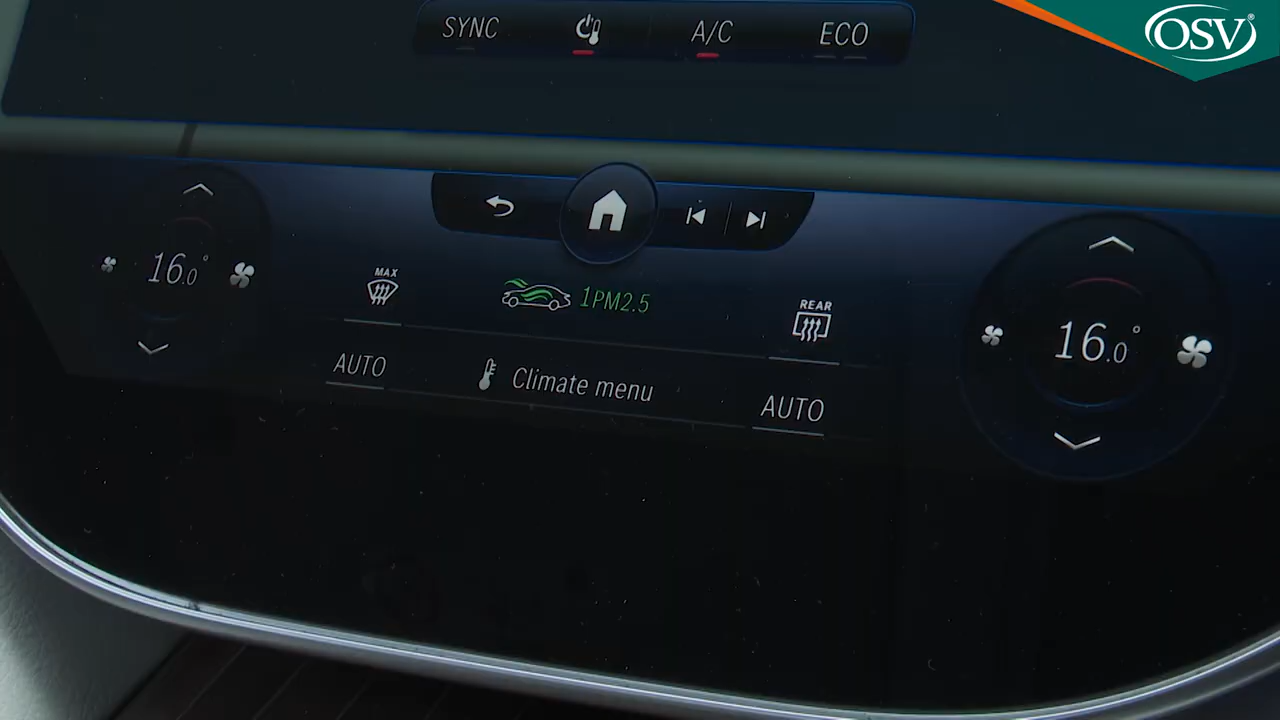 SYNC A/C ECO
OSV
16.0°
MAX
1PM2.5
REAR
16.0°
AUTO
Climate menu
AUTO